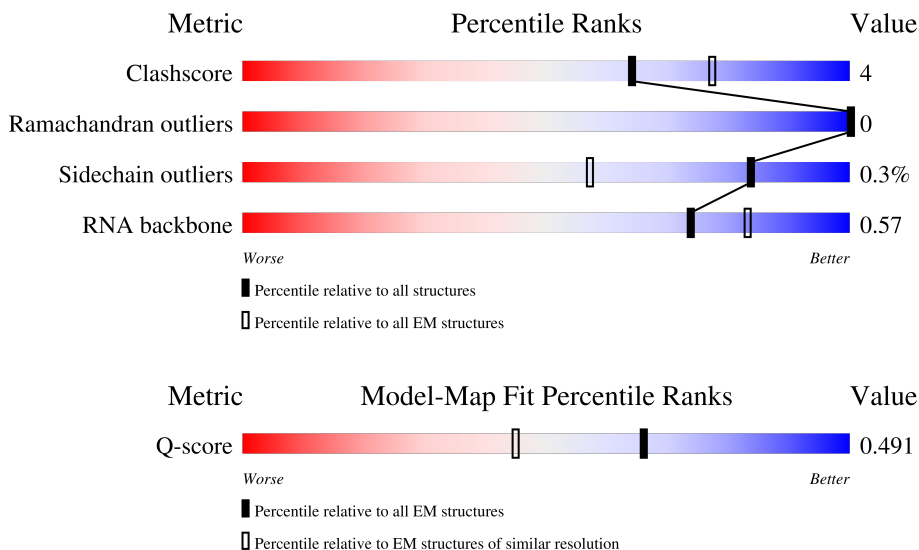 Metric Percentile Ranks Value
Clashscore 4
Ramachandran outliers 0
Sidechain outliers 0.3%
RNA backbone 0.57
Worse Better
Percentile relative to all structures
Percentile relative to all EM structures
Metric Model-Map Fit Percentile Ranks Value
Q-score 0.491
Worse Better
Percentile relative to all EM structures
Percentile relative to EM structures of similar resolution